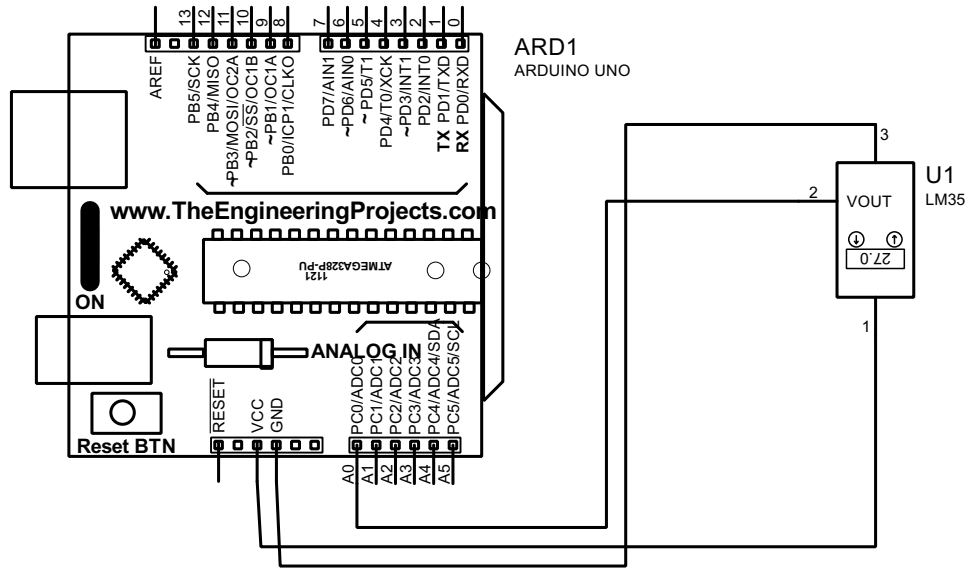 13
12
11
10
9
8
7
6
5
4
3
2
1
0
ARD1
ARDUINO UNO
AREF
PB5/SCK
PB4/MISO
~PB3/MOSI/OC2A
~PB2/SS/OC1B
~PB1/OC1A
PB0/ICP1/CLKO
PD7/AIN1
~PD6/AIN0
~PD5/T1
PD4/T0/XCK
~PD3/INT1
PD2/INT0
TX PD1/TXD
RX PD0/RXD
3
U1
LM35
2
VOUT
27.0
1
www.TheEngineeringProjects.com
1121
ATMEGA328P-PU
ON
ANALOG IN
RESET
VCC
GND
PC0/ADC0
PC1/ADC1
PC2/ADC2
PC3/ADC3
PC4/ADC4/SDA
PC5/ADC5/SCL
Reset BTN
A0
A1
A2
A3
A4
A5